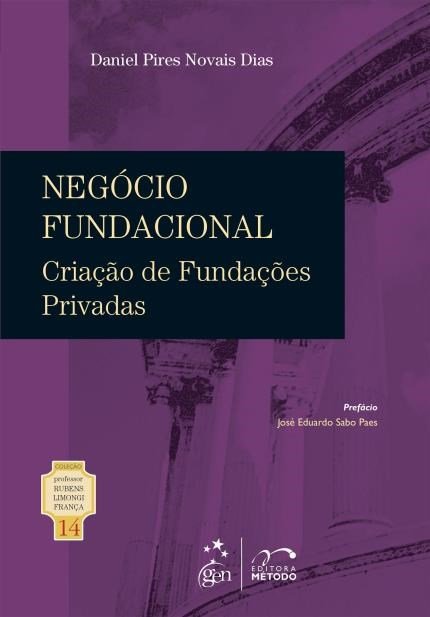 Daniel Pires Novais Dias
NEGÓCIO
FUNDACIONAL
Criação de Fundações
Privadas
Prefácio
José Eduardo Sabo Paes
COLEÇÃO
professor
RUBENS
LIMONGI
FRANÇA
14
gen
EDITORA
MÉTODO